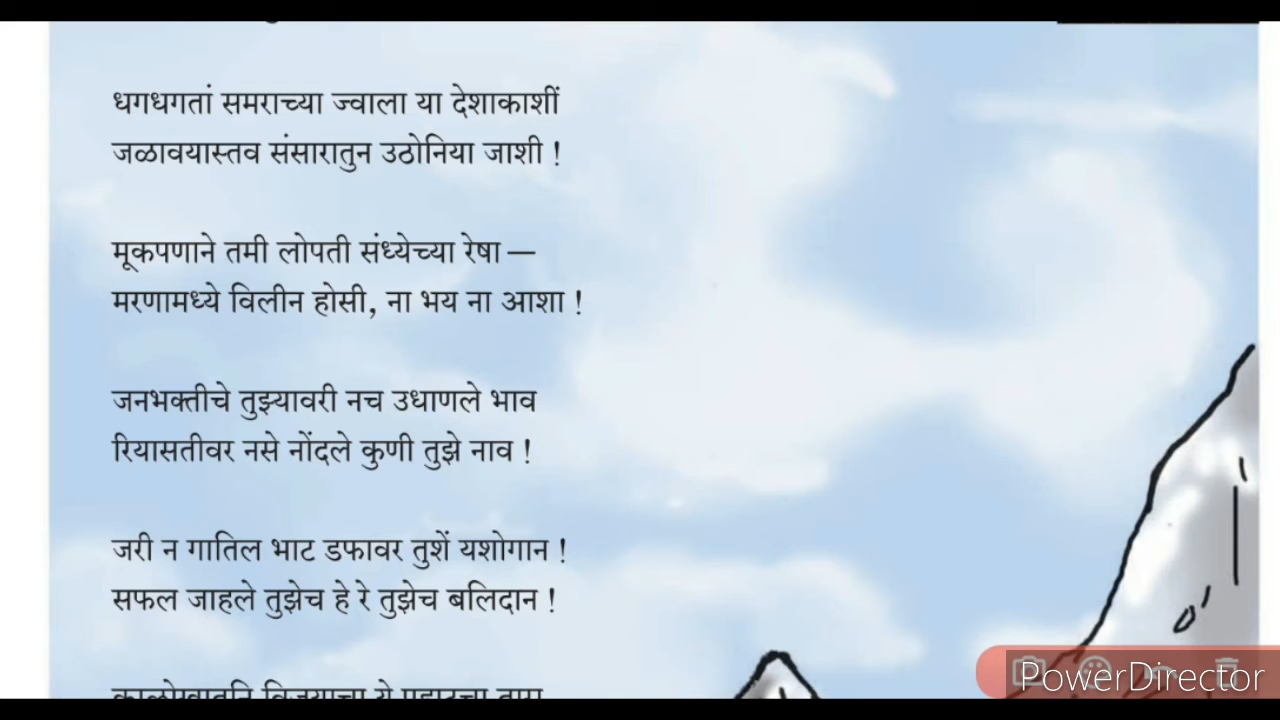 धगधगतां समराच्या ज्वाला या देशाकाशीं
जळावयास्तव संसारातुन उठोनिया जाशी !
मूकपणाने तमी लोपती संध्येच्या रेषा —
मरणामध्ये विलीन होसी, ना भय ना आशा !
जनभक्तीचे तुझ्यावरी नच उधाणले भाव
रियासतीवर नसे नोंदले कुणी तुझे नाव !
जरी न गातिल भाट डफावर तुशें यशोगान !
सफल जाहले तुझेच हे रे तुझेच बलिदान !
PowerDirector